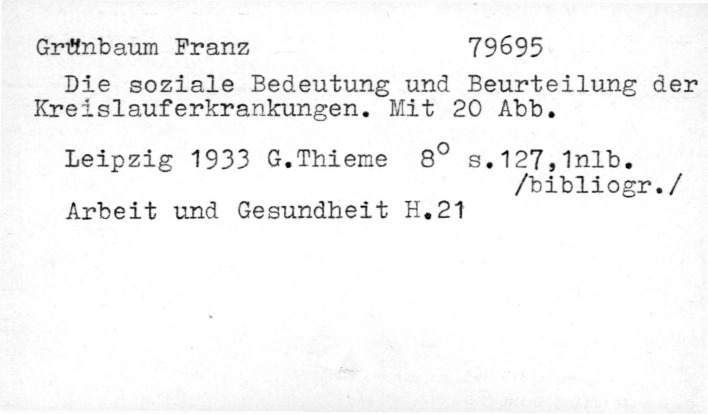 Grünbaum Franz 79695
Die soziale Bedeutung und Beurteilung der
Kreislauferkrankungen. Mit 20 Abb.
Leipzig 1933 G.Thieme 8° s.127,1nlb.
/bibliogr./
Arbeit und Gesundheit H.21